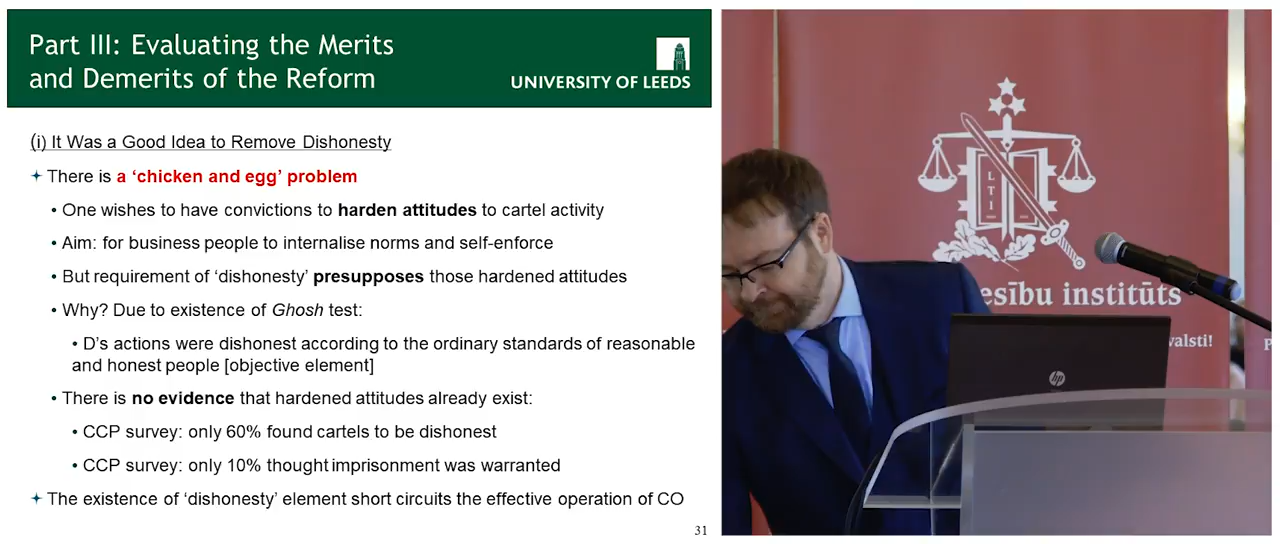 Part III: Evaluating the Merits
and Demerits of the Reform
UNIVERSITY OF LEEDS
(i) It Was a Good Idea to Remove Dishonesty
There is a ‘chicken and egg’ problem
• One wishes to have convictions to harden attitudes to cartel activity
• Aim: for business people to internalise norms and self-enforce
• But requirement of ‘dishonesty’ presupposes those hardened attitudes
• Why? Due to existence of Ghosh test:
• D’s actions were dishonest according to the ordinary standards of reasonable
and honest people [objective element]
• There is no evidence that hardened attitudes already exist:
• CCP survey: only 60% found cartels to be dishonest
• CCP survey: only 10% thought imprisonment was warranted
The existence of ‘dishonesty’ element short circuits the effective operation of CO
31
L T I
esību institūts
valsti!
P
hp